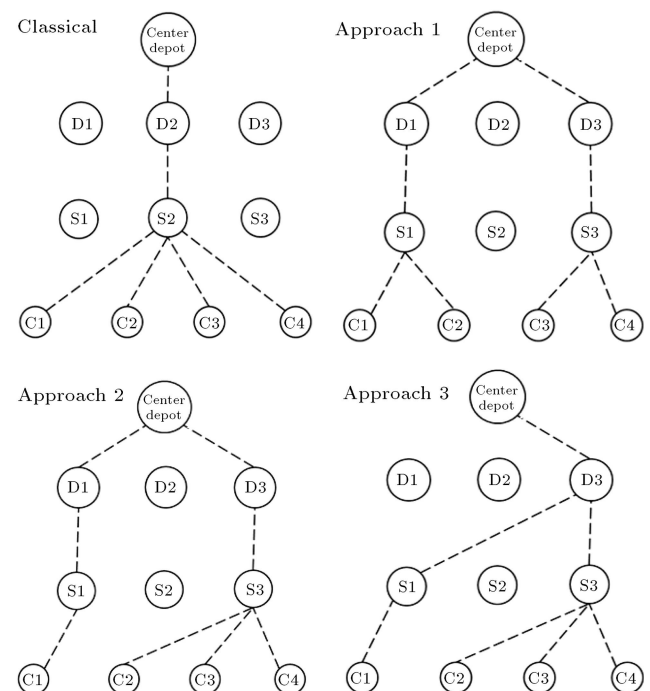 Classical
Center
depot
D1 D2 D3
S1 S2 S3
C1 C2 C3 C4
Approach 1
Center
depot
D1 D2 D3
S1 S2 S3
C1 C2 C3 C4
Approach 2
Center
depot
D1 D2 D3
S1 S2 S3
C1 C2 C3 C4
Approach 3
Center
depot
D1 D2 D3
S1 S2 S3
C1 C2 C3 C4